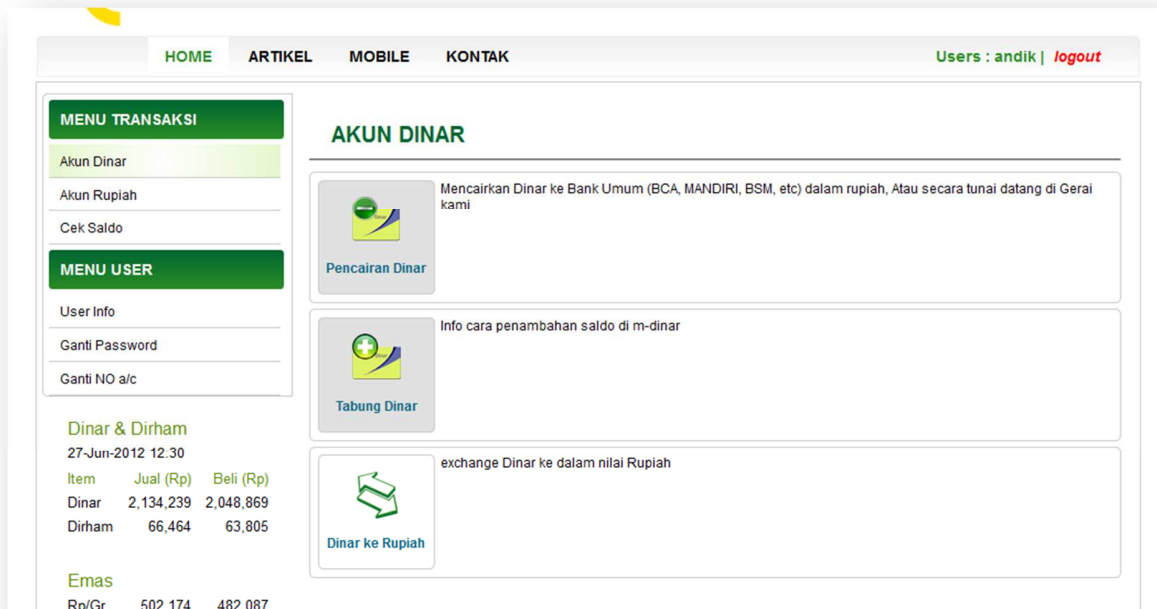 HOME ARTIKEL MOBILE KONTAK Users : andik | logout
MENU TRANSAKSI
Akun Dinar
Akun Rupiah
Cek Saldo
MENU USER
User Info
Ganti Password
Ganti NO a/c
Dinar & Dirham
27-Jun-2012 12.30
Item Jual (Rp) Beli (Rp)
Dinar 2,134,239 2,048,869
Dirham 66,464 63,805
Emas
Rp/Gr 502,174 482,087
AKUN DINAR
Mencairkan Dinar ke Bank Umum (BCA, MANDIRI, BSM, etc) dalam rupiah, Atau secara tunai datang di Gerai
kami
Pencairan Dinar
Info cara penambahan saldo di m-dinar
Tabung Dinar
exchange Dinar ke dalam nilai Rupiah
Dinar ke Rupiah